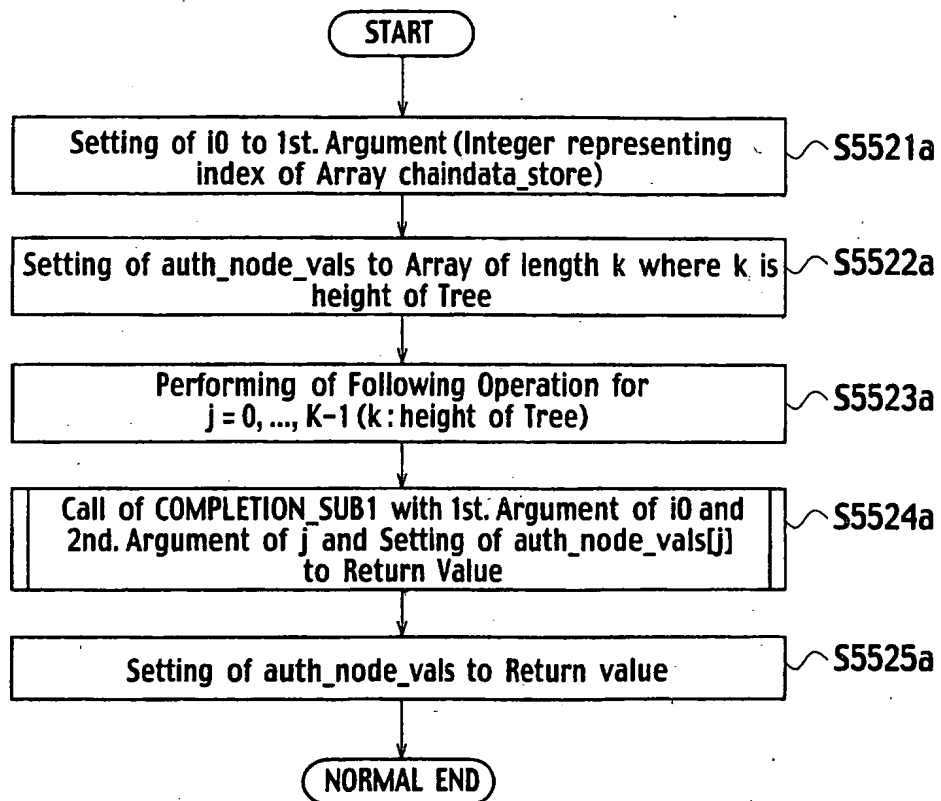 START
Setting of i0 to 1st. Argument (Integer representing
index of Array chaindata_store)
S5521a
Setting of auth_node_vals to Array of length k where k is
height of Tree
S5522a
Performing of Following Operation for
j = 0, ..., K-1 (k : height of Tree)
S5523a
Call of COMPLETION_SUB1 with 1st. Argument of i0 and
2nd. Argument of j and Setting of auth_node_vals[j]
to Return Value
S5524a
Setting of auth_node_vals to Return value
S5525a
NORMAL END